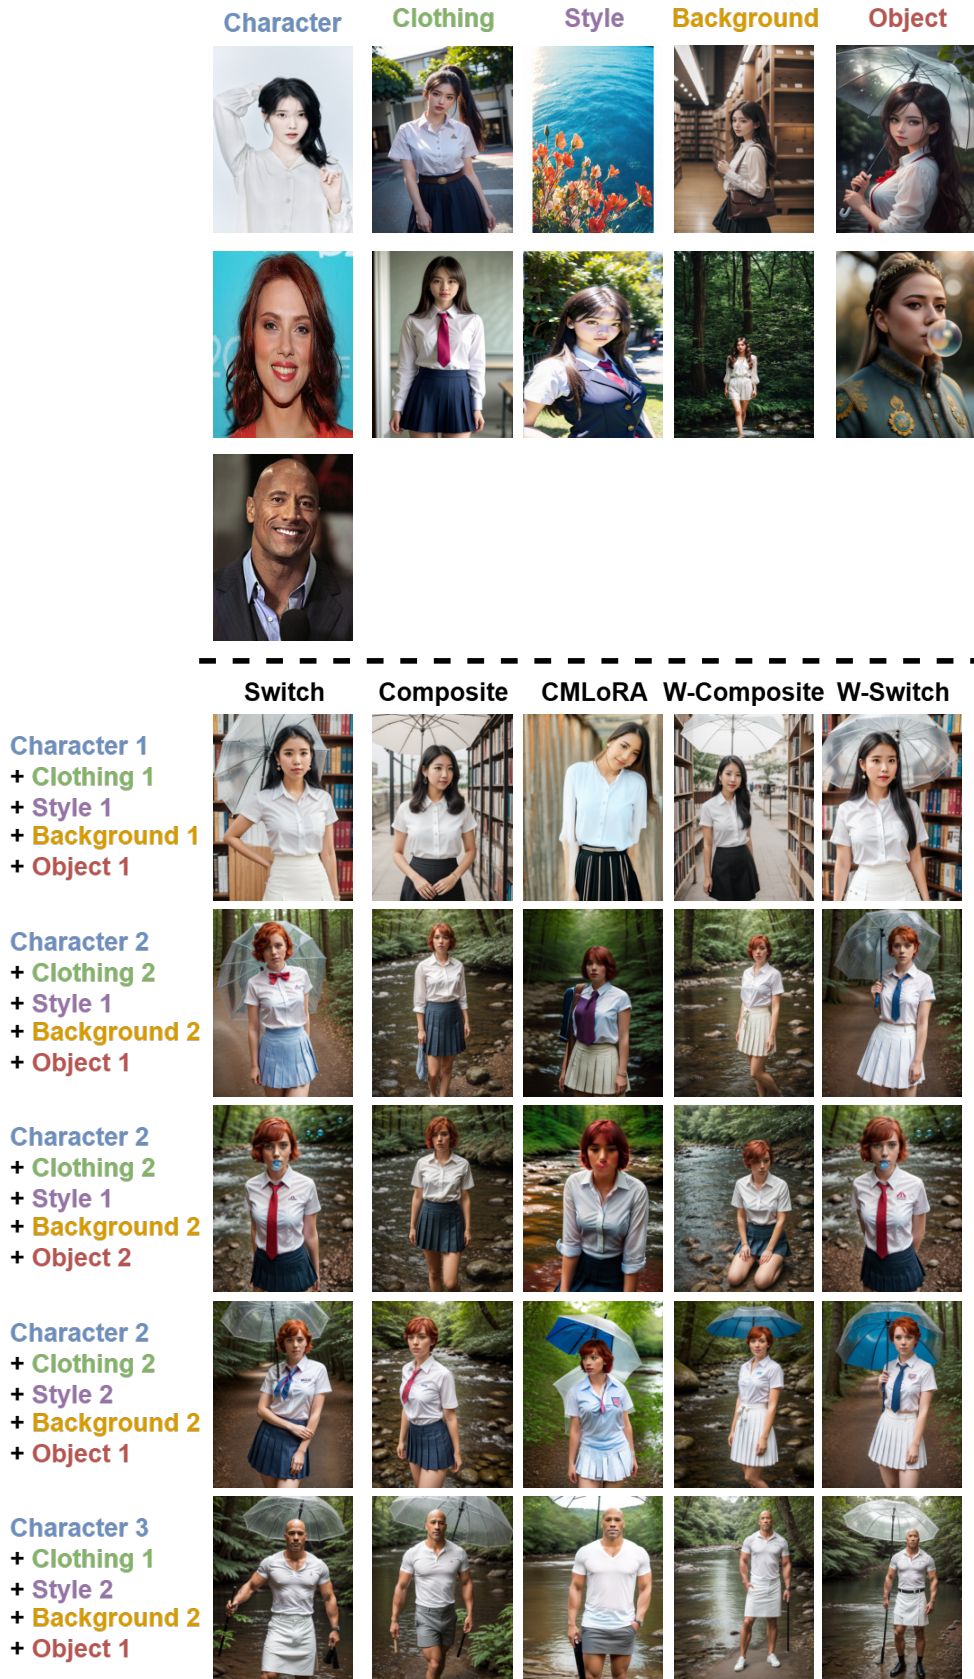 Character Clothing Style Background Object
Switch Composite CMLoRA W-Composite W-Switch
Character 1
+ Clothing 1
+ Style 1
+ Background 1
+ Object 1
Character 2
+ Clothing 2
+ Style 1
+ Background 2
+ Object 1
Character 2
+ Clothing 2
+ Style 1
+ Background 2
+ Object 2
Character 2
+ Clothing 2
+ Style 2
+ Background 2
+ Object 1
Character 3
+ Clothing 1
+ Style 2
+ Background 2
+ Object 1